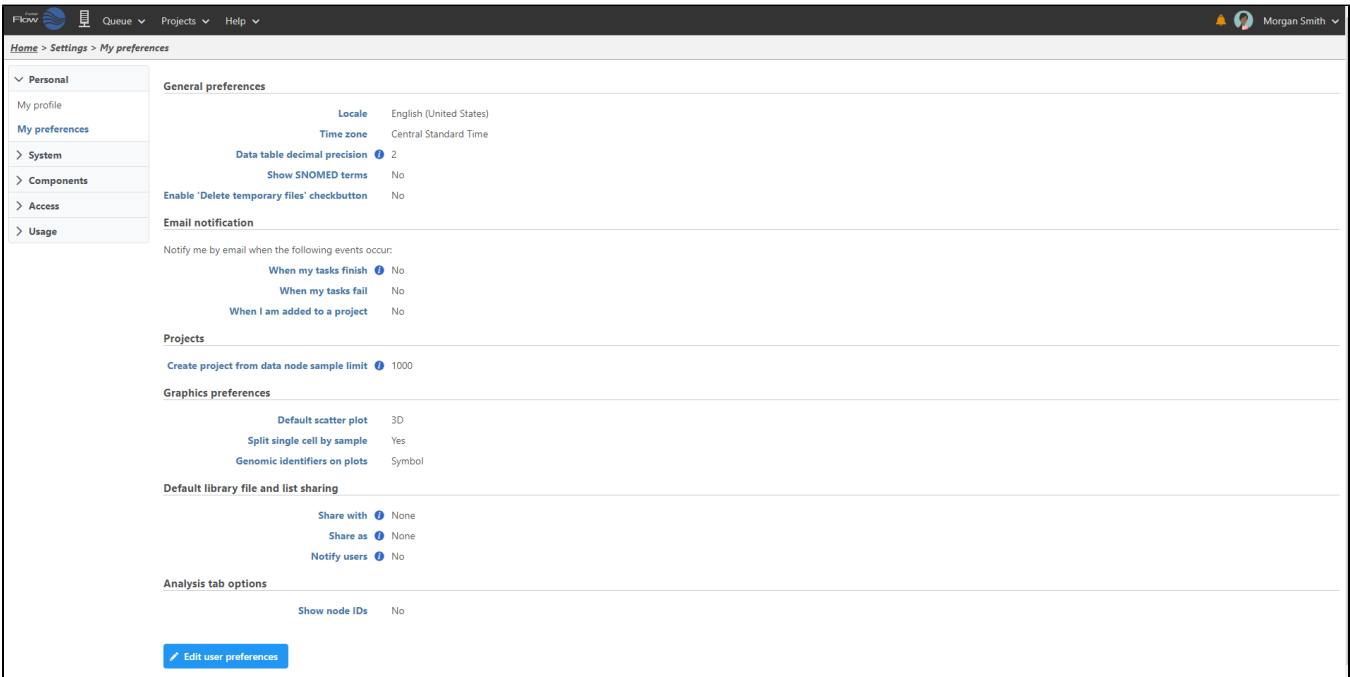 Partek
Flow Queue Projects Help Morgan Smith
Home > Settings > My preferences
Personal
My profile
My preferences
System
Components
Access
Usage
General preferences
Locale English (United States)
Time zone Central Standard Time
Data table decimal precision i 2
Show SNOMED terms No
Enable 'Delete temporary files' checkbutton No
Email notification
Notify me by email when the following events occur:
When my tasks finish i No
When my tasks fail No
When I am added to a project No
Projects
Create project from data node sample limit i 1000
Graphics preferences
Default scatter plot 3D
Split single cell by sample Yes
Genomic identifiers on plots Symbol
Default library file and list sharing
Share with i None
Share as i None
Notify users i No
Analysis tab options
Show node IDs No
Edit user preferences